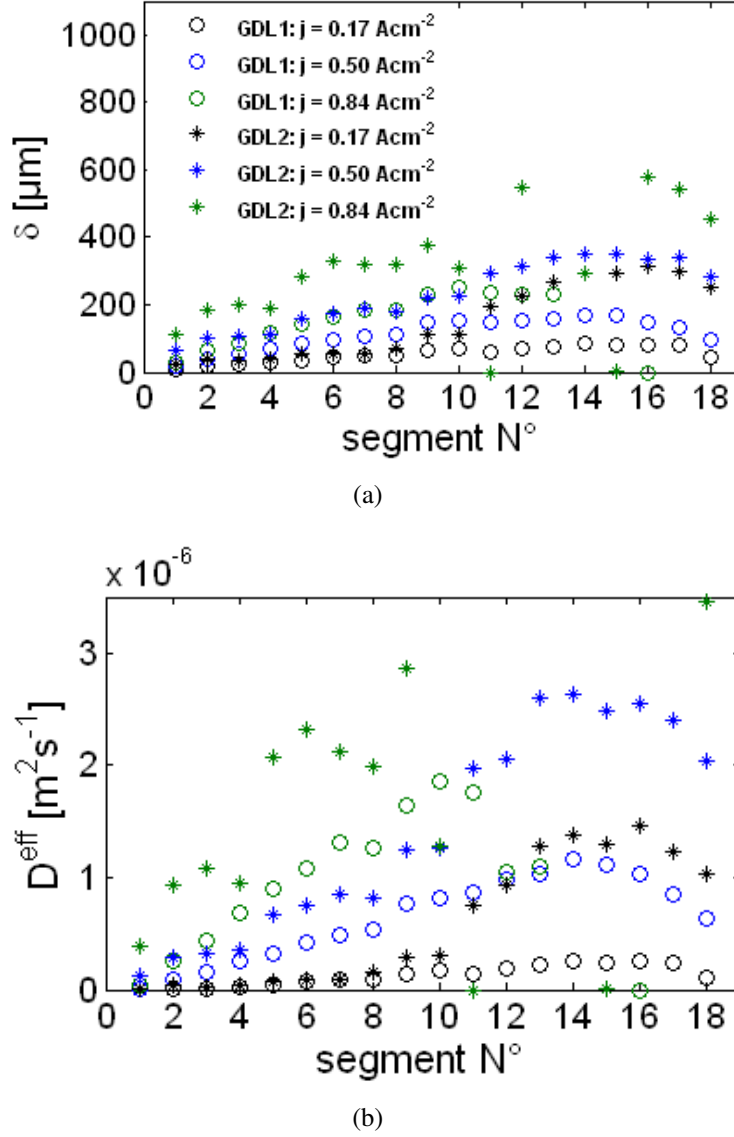 1000
800
600
400
200
0
δ [µm]
GDL1: j = 0.17 Acm-2
GDL1: j = 0.50 Acm-2
GDL1: j = 0.84 Acm-2
GDL2: j = 0.17 Acm-2
GDL2: j = 0.50 Acm-2
GDL2: j = 0.84 Acm-2
0 2 4 6 8 10 12 14 16 18
segment N°
(a)
x 10-6
3
2
1
0
Deff [m2s-1]
0 2 4 6 8 10 12 14 16 18
segment N°
(b)